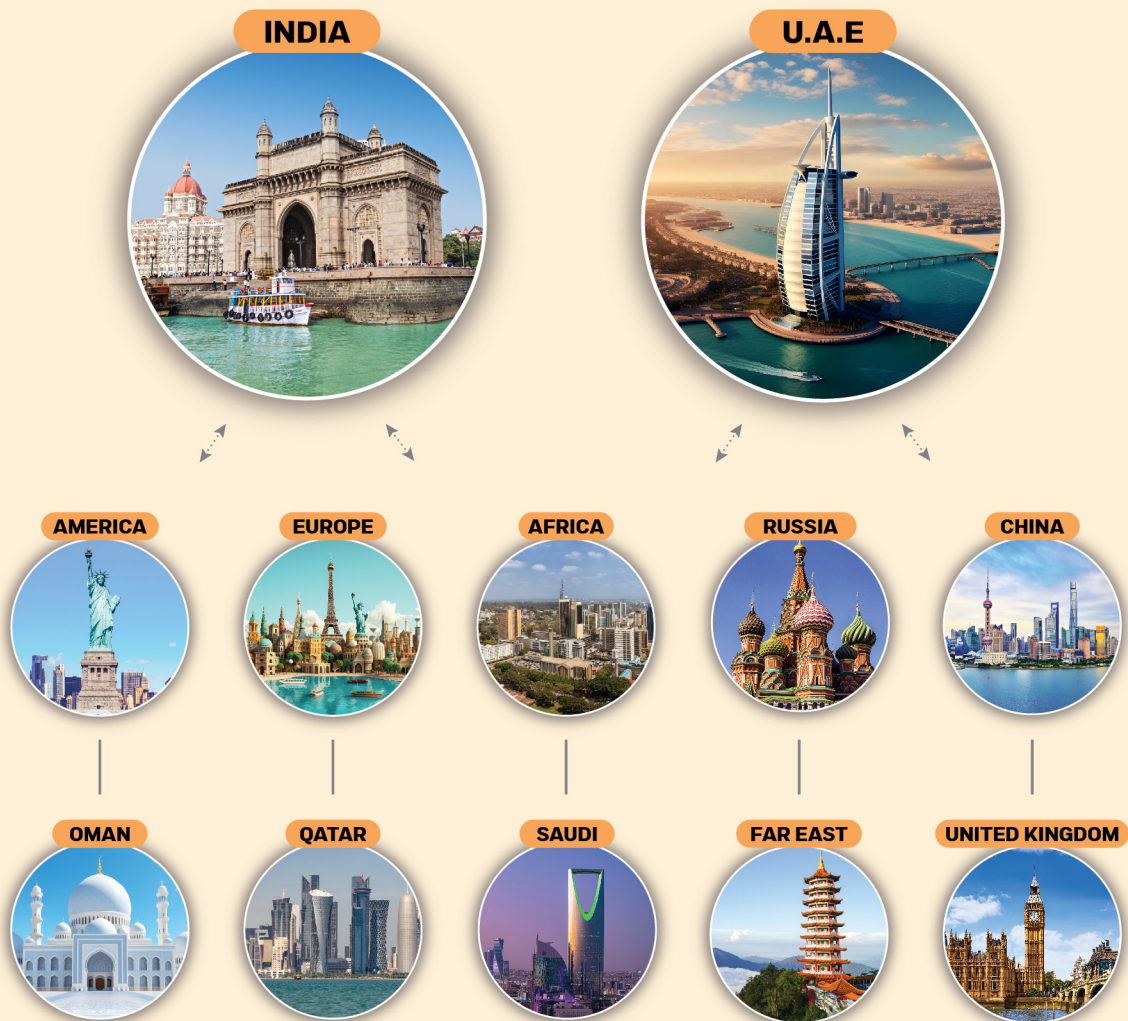 INDIA
U.A.E
AMERICA
EUROPE
AFRICA
RUSSIA
CHINA
OMAN
QATAR
SAUDI
FAR EAST
UNITED KINGDOM